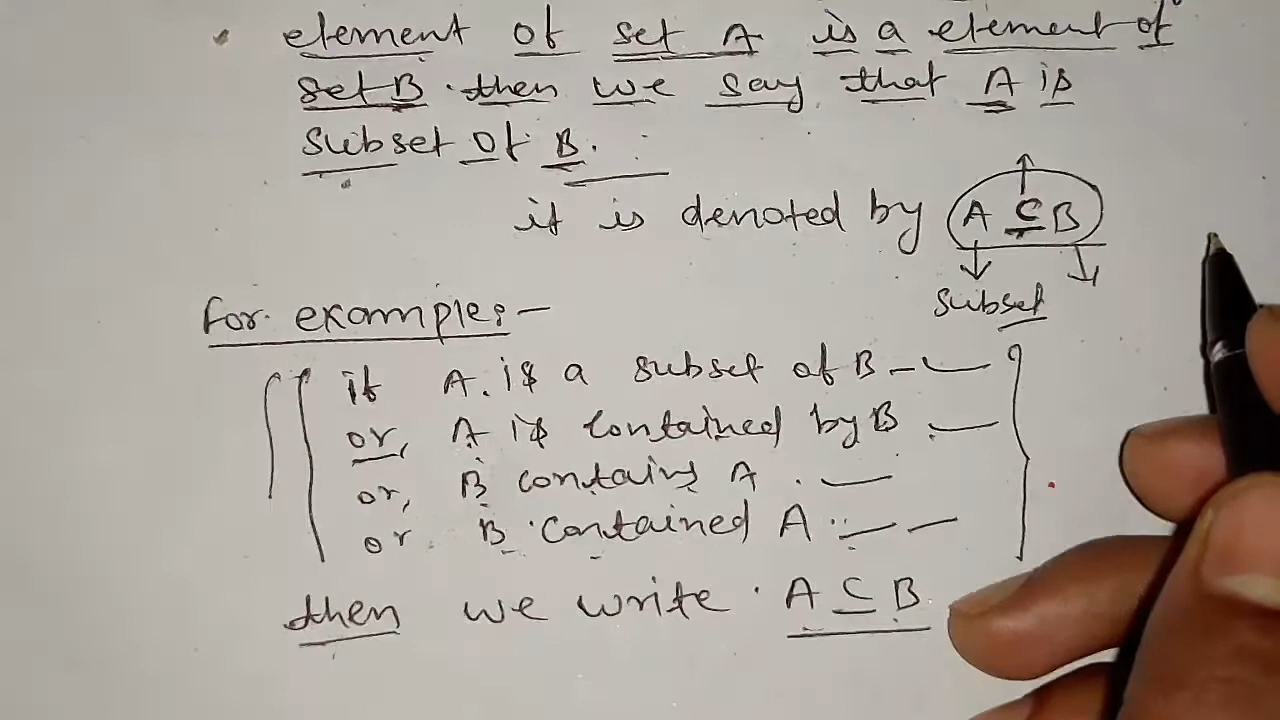 element of set A is a element of
set B. then we say that A is
subset of B.
it is denoted by A ⊆ B
subset
for example:-
if A. is a subset of B -
or, A is contained by B.
or, B contains A.
or B contained A.
then we write A ⊆ B